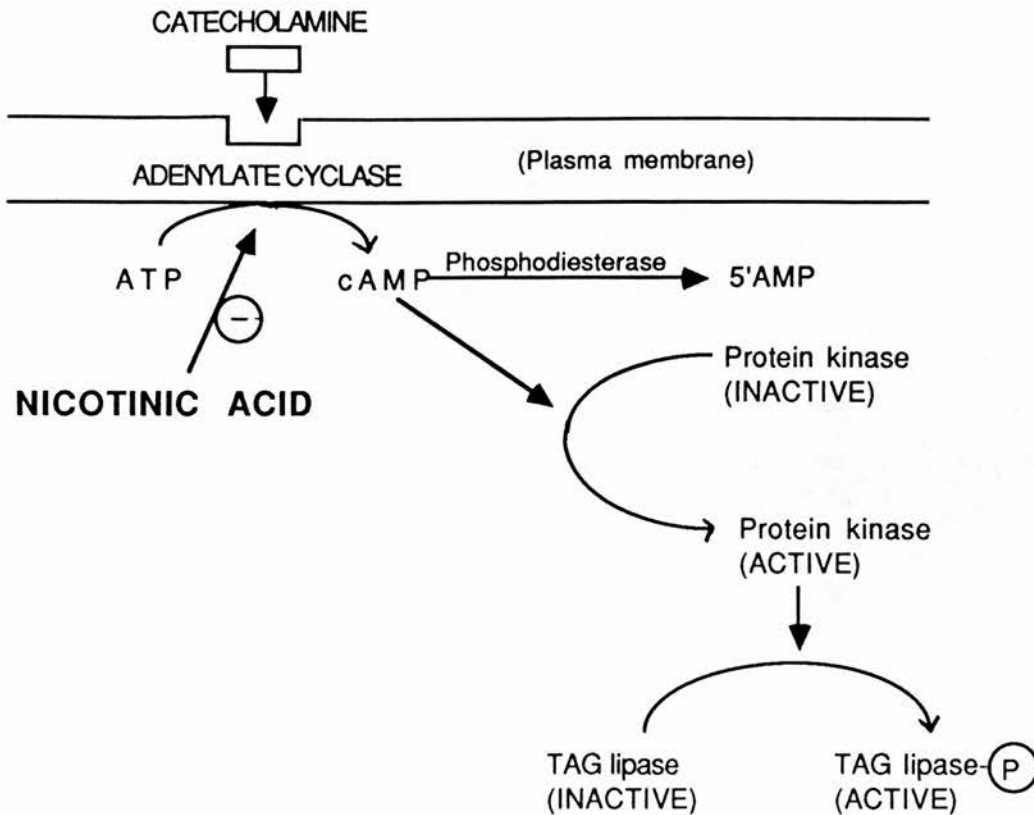 CATECHOLAMINE
(Plasma membrane)
ADENYLATE CYCLASE
ATP
cAMP
Phosphodiesterase
5'AMP
-
NICOTINIC ACID
Protein kinase
(INACTIVE)
Protein kinase
(ACTIVE)
TAG lipase
(INACTIVE)
TAG lipase-P
(ACTIVE)